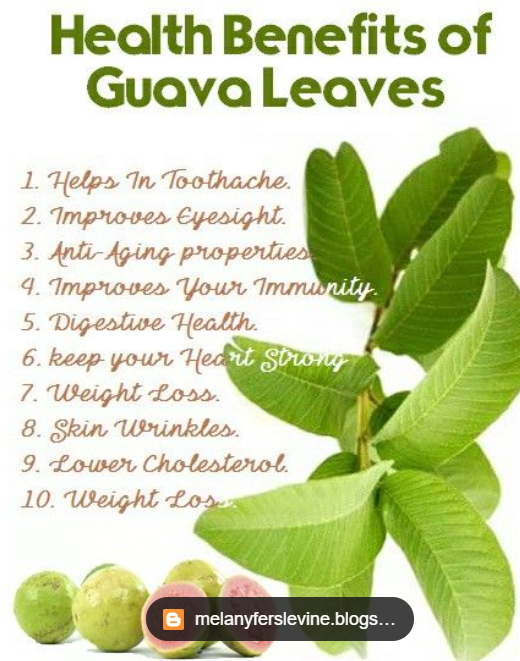 Health Benefits of
Guava Leaves
1. Helps In Toothache.
2. Improves Eyesight.
3. Anti-Aging properties.
4. Improves Your Immunity.
5. Digestive Health.
6. keep your Heart Strong
7. Weight Loss.
8. Skin Wrinkles.
9. Lower Cholesterol.
10. Weight Los
melanyferslevine.blogs...